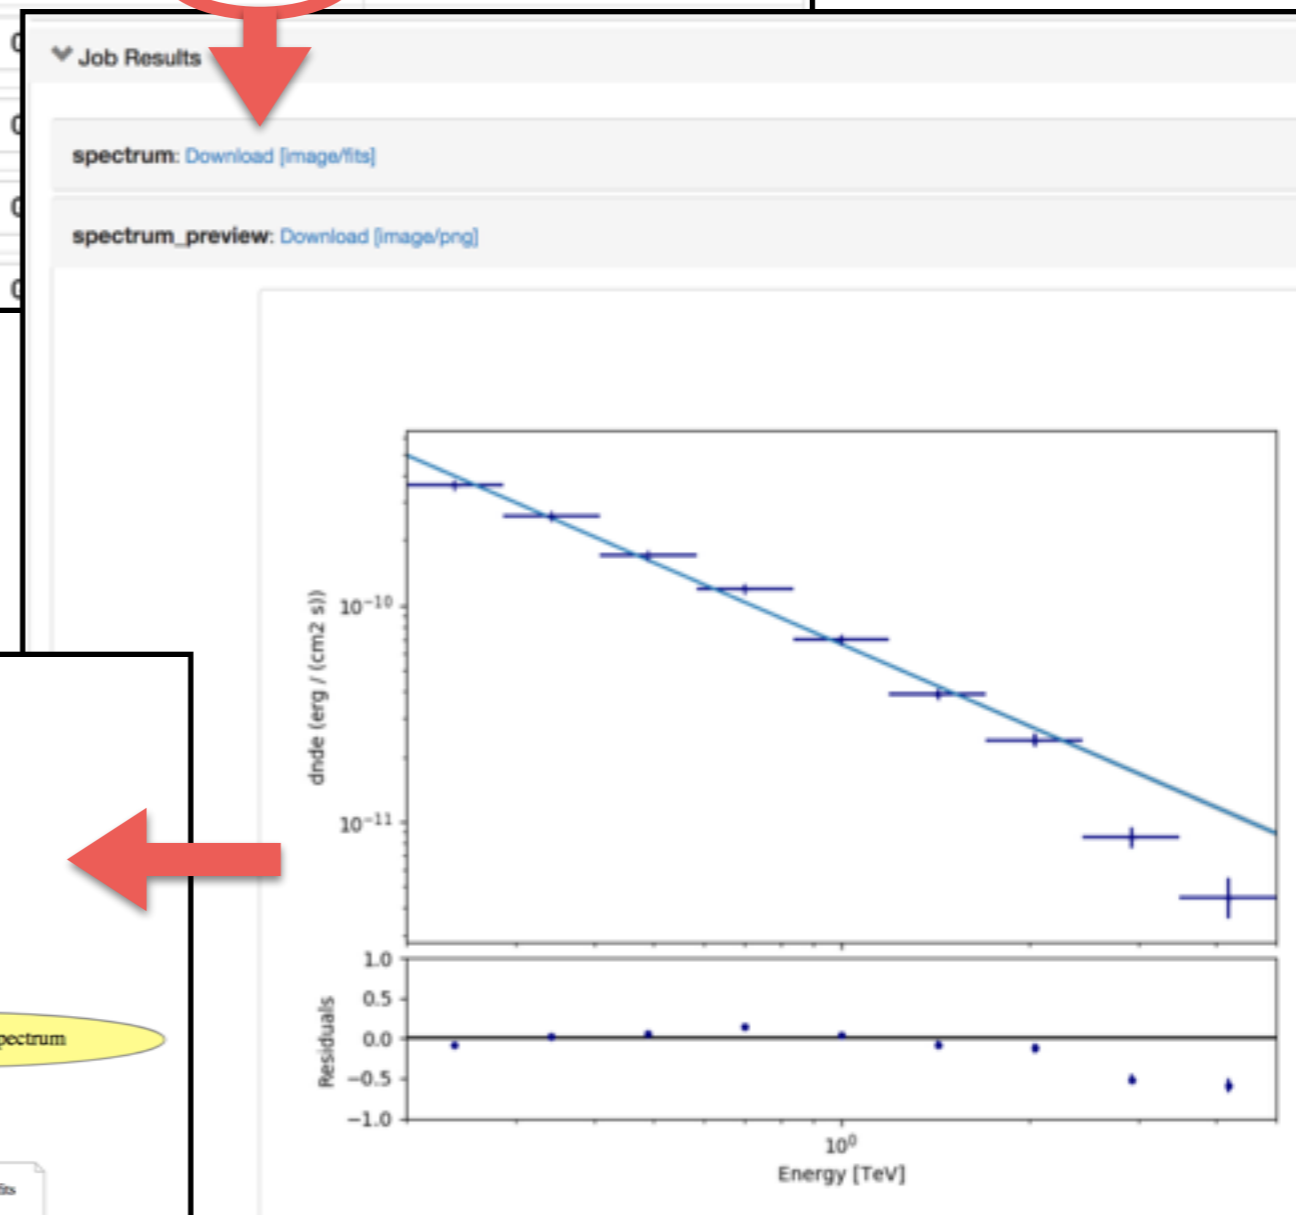 Job Results
spectrum: Download [image/fits]
spectrum_preview: Download [image/png]
dnde (erg / (cm2 s))
10⁻¹⁰
10⁻¹¹
Residuals
1.0
0.5
0.0
−0.5
−1.0
10⁰
Energy [TeV]
pectrum